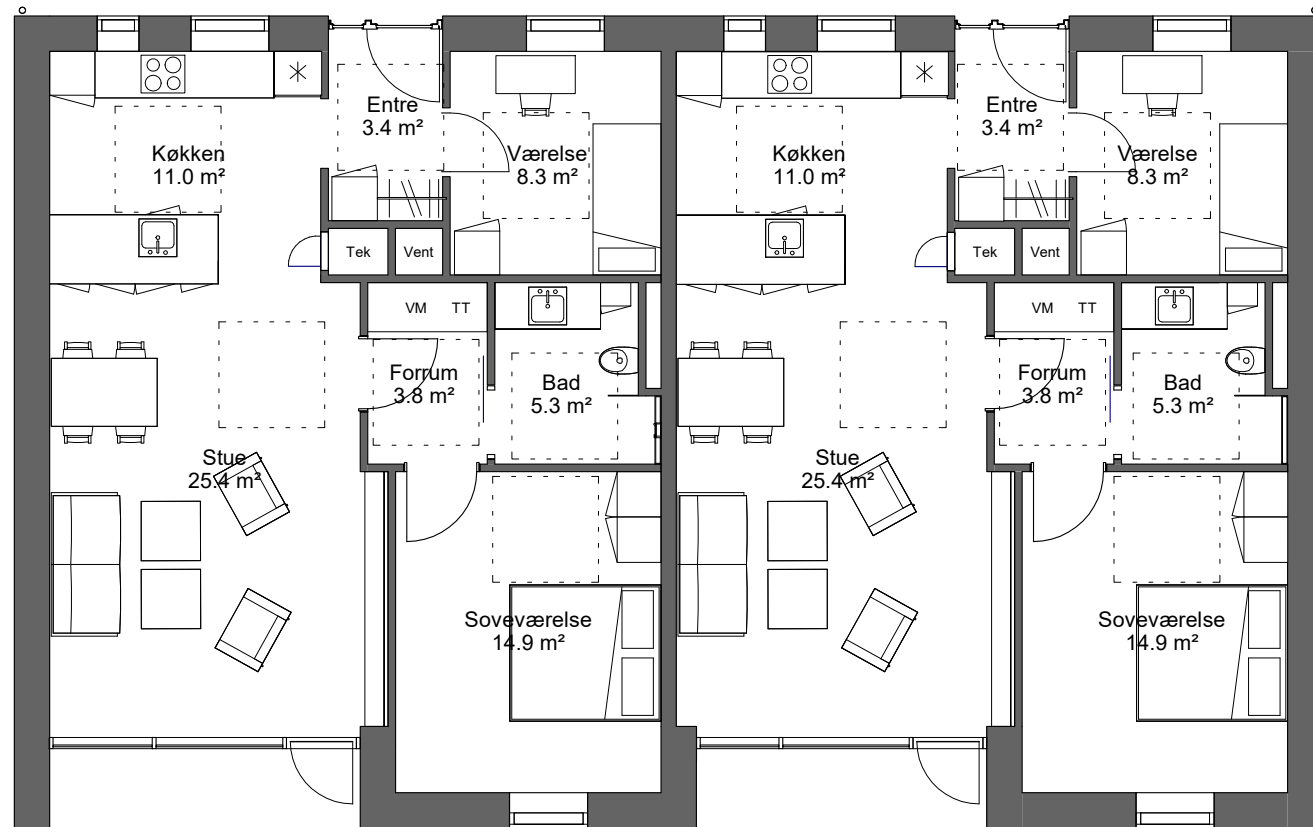 Entre
3.4 m²
Køkken
11.0 m²
Værelse
8.3 m²
Tek
Vent
VM
TT
Forrum
3.8 m²
Bad
5.3 m²
Stue
25.4 m²
Soveværelse
14.9 m²
Entre
3.4 m²
Køkken
11.0 m²
Værelse
8.3 m²
Tek
Vent
VM
TT
Forrum
3.8 m²
Bad
5.3 m²
Stue
25.4 m²
Soveværelse
14.9 m²